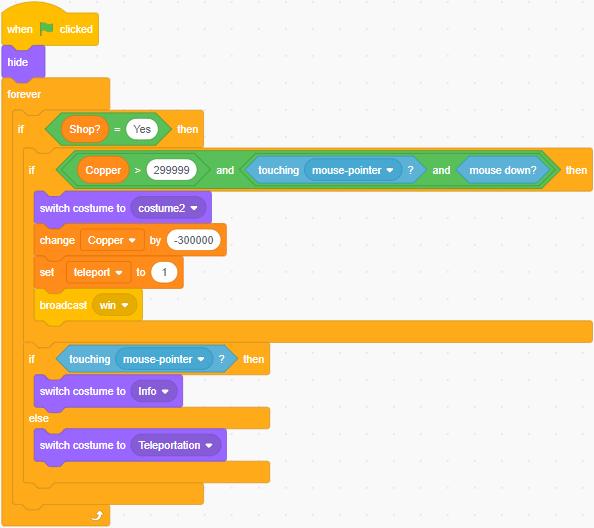 when clicked
hide
forever
if Shop? = Yes then
if Copper > 299999 and touching mouse-pointer ? and mouse down? then
switch costume to costume2
change Copper by -300000
set teleport to 1
broadcast win
if touching mouse-pointer ? then
switch costume to Info
else
switch costume to Teleportation